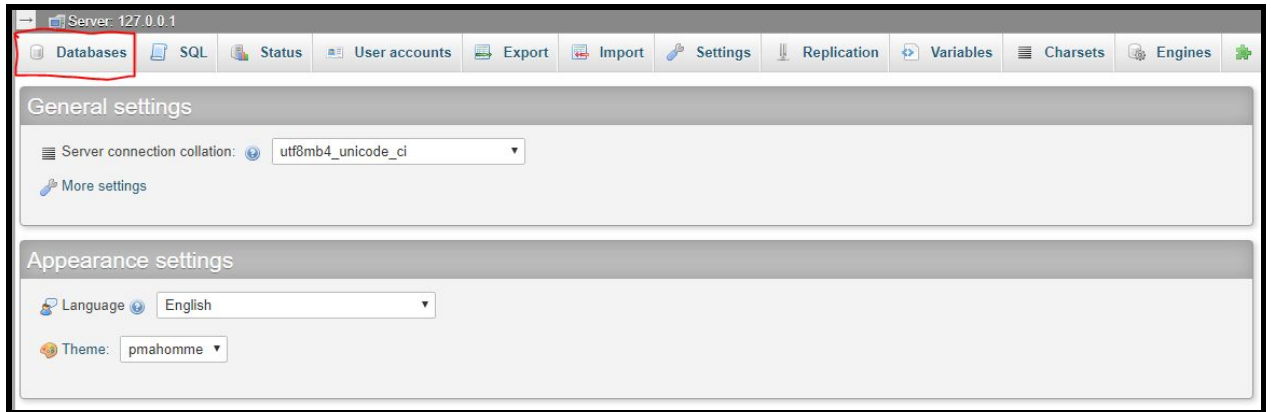 Server: 127.0.0.1
Databases SQL Status User accounts Export Import Settings Replication Variables Charsets Engines
General settings
Server connection collation: utf8mb4_unicode_ci
More settings
Appearance settings
Language English
Theme: pmahomme